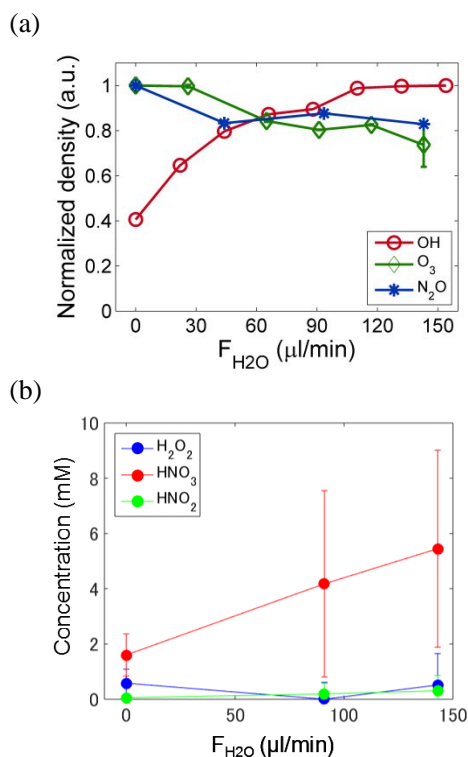 (a)
Normalized density (a.u.)
1
0.8
0.6
0.4
0.2
0
OH
O3
N2O
0 30 60 90 120 150
FH2O (μl/min)
(b)
Concentration (mM)
10
8
6
4
2
0
H2O2
HNO3
HNO2
0 50 100 150
FH2O (μl/min)